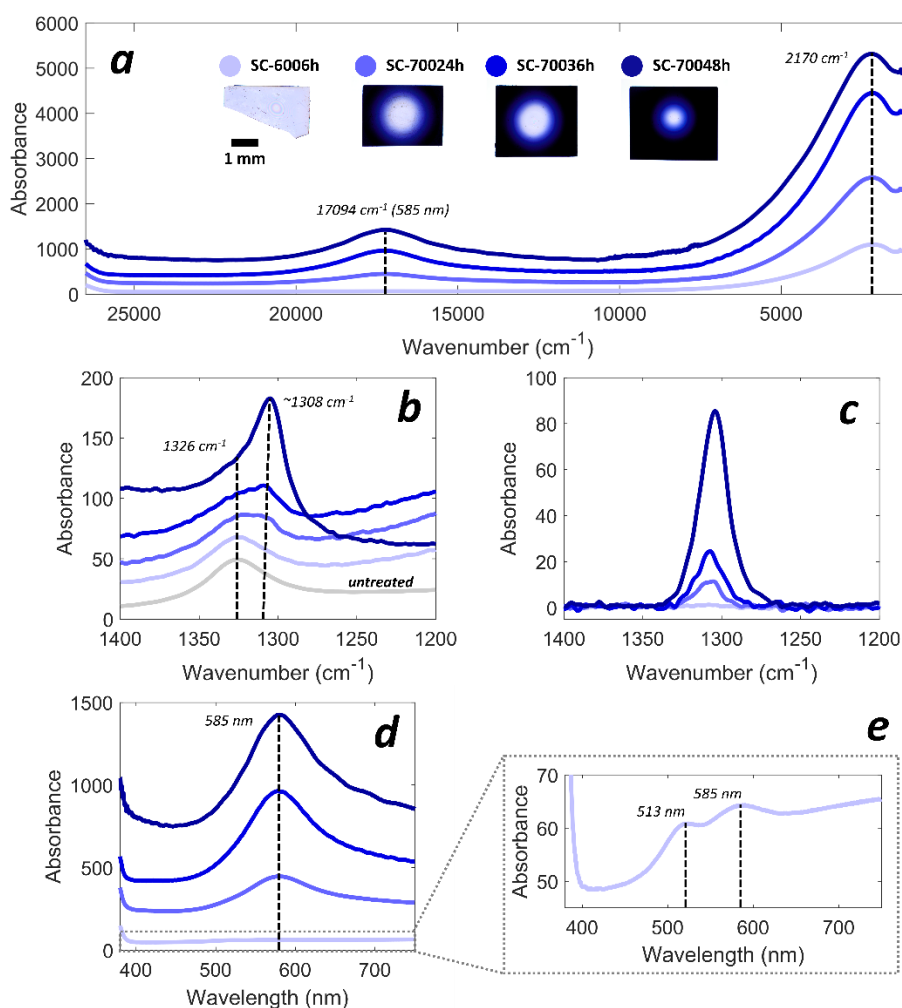 a
SC-6006h SC-70024h SC-70036h SC-70048h
2170 cm-1
1 mm
17094 cm-1 (585 nm)
6000
5000
4000
3000
2000
1000
0
Absorbance
25000 20000 15000 10000 5000
Wavenumber (cm-1)
b
~1308 cm-1
1326 cm-1
untreated
200
150
100
50
0
Absorbance
1400 1350 1300 1250 1200
Wavenumber (cm-1)
c
100
80
60
40
20
0
Absorbance
1400 1350 1300 1250 1200
Wavenumber (cm-1)
d
585 nm
1500
1000
500
0
Absorbance
400 500 600 700
Wavelength (nm)
e
513 nm
585 nm
70
60
50
Absorbance
400 500 600 700
Wavelength (nm)